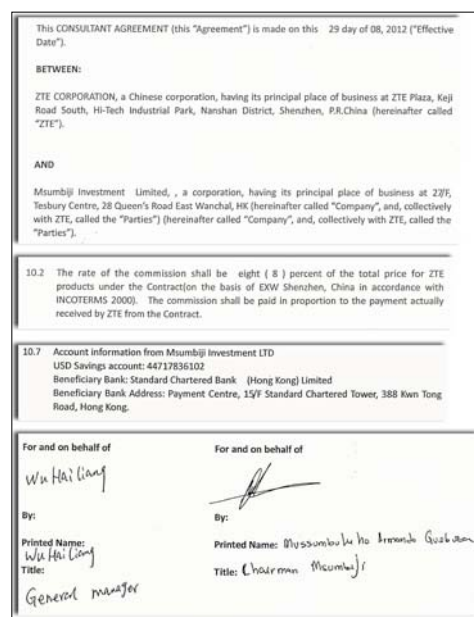 This CONSULTANT AGREEMENT (this "Agreement") is made on this 29 day of 08, 2012 ("Effective
Date").
BETWEEN:
ZTE CORPORATION, a Chinese corporation, having its principal place of business at ZTE Plaza, Keji
Road South, Hi-Tech Industrial Park, Nanshan District, Shenzhen, P.R.China (hereinafter called
"ZTE").
AND
Msumbiji Investment Limited, , a corporation, having its principal place of business at 27/F,
Tesbury Centre, 28 Queen's Road East Wanchal, HK (hereinafter called "Company", and, collectively
with ZTE, called the "Parties") (hereinafter called "Company", and, collectively with ZTE, called the
"Parties").
10.2 The rate of the commission shall be eight ( 8 ) percent of the total price for ZTE
products under the Contract(on the basis of EXW Shenzhen, China in accordance with
INCOTERMS 2000). The commission shall be paid in proportion to the payment actually
received by ZTE from the Contract.
10.7 Account information from Msumbiji Investment LTD
USD Savings account: 44717836102
Beneficiary Bank: Standard Chartered Bank (Hong Kong) Limited
Beneficiary Bank Address: Payment Centre, 15/F Standard Chartered Tower, 388 Kwn Tong
Road, Hong Kong.
For and on behalf of
Wu Hai Liang
By:
Printed Name:
Wu Hai Liang
Title:
General manager
For and on behalf of
Printed Name: Armando
Title: Chairman Msumbiji